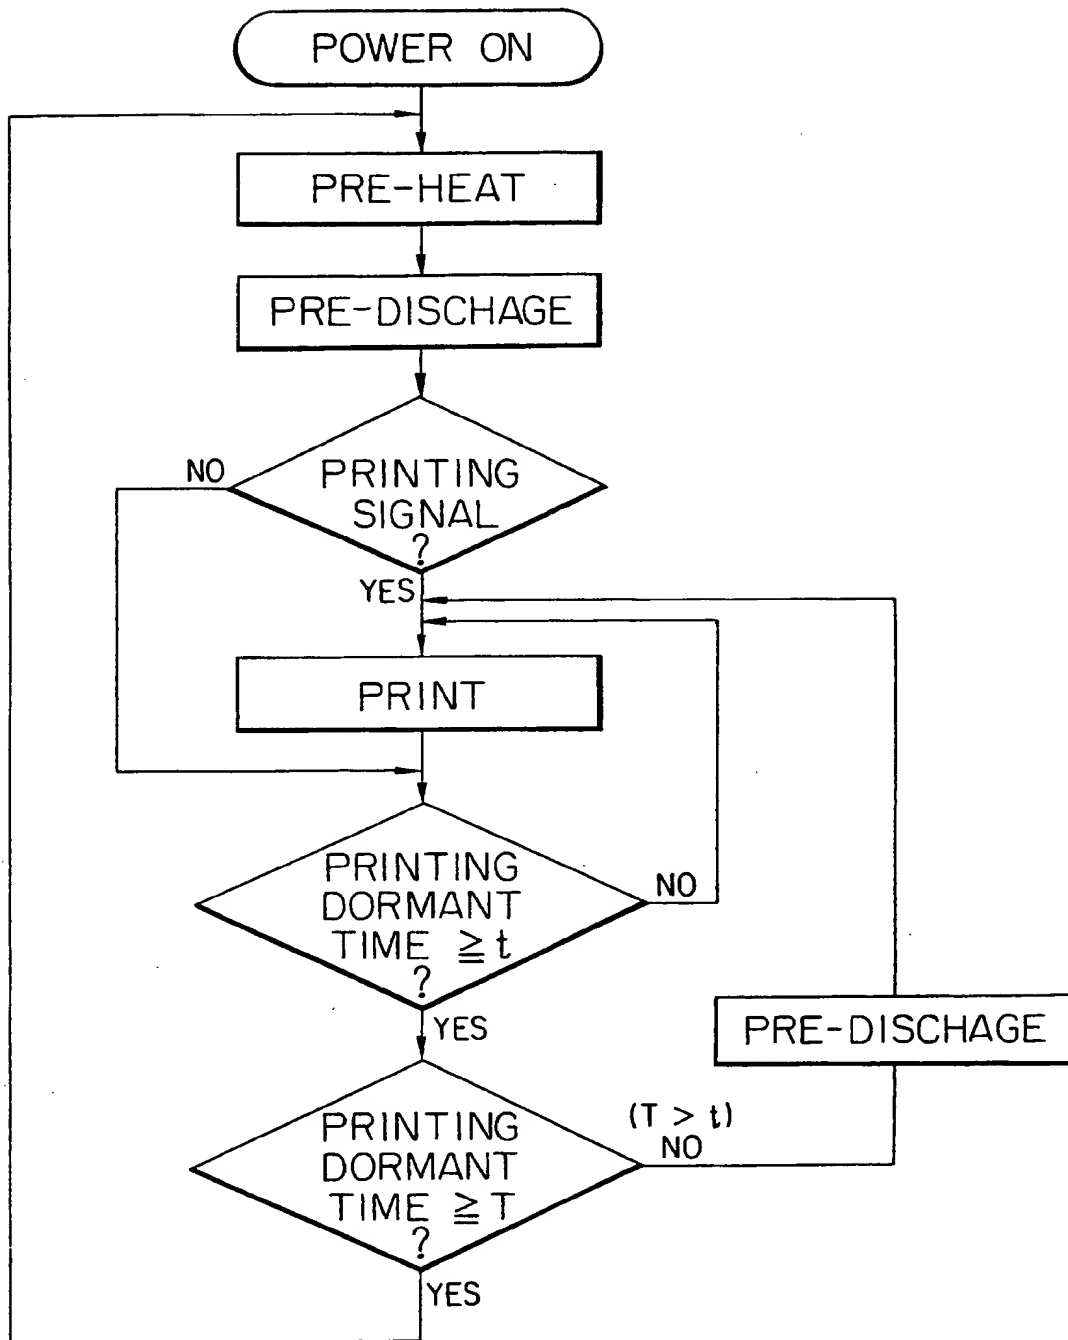 POWER ON
PRE-HEAT
PRE-DISCHAGE
NO
PRINTING
SIGNAL
?
YES
PRINT
PRINTING
DORMANT
TIME ≧ t
?
NO
YES
PRE-DISCHAGE
PRINTING
DORMANT
TIME ≧ T
?
(T > t)
NO
YES